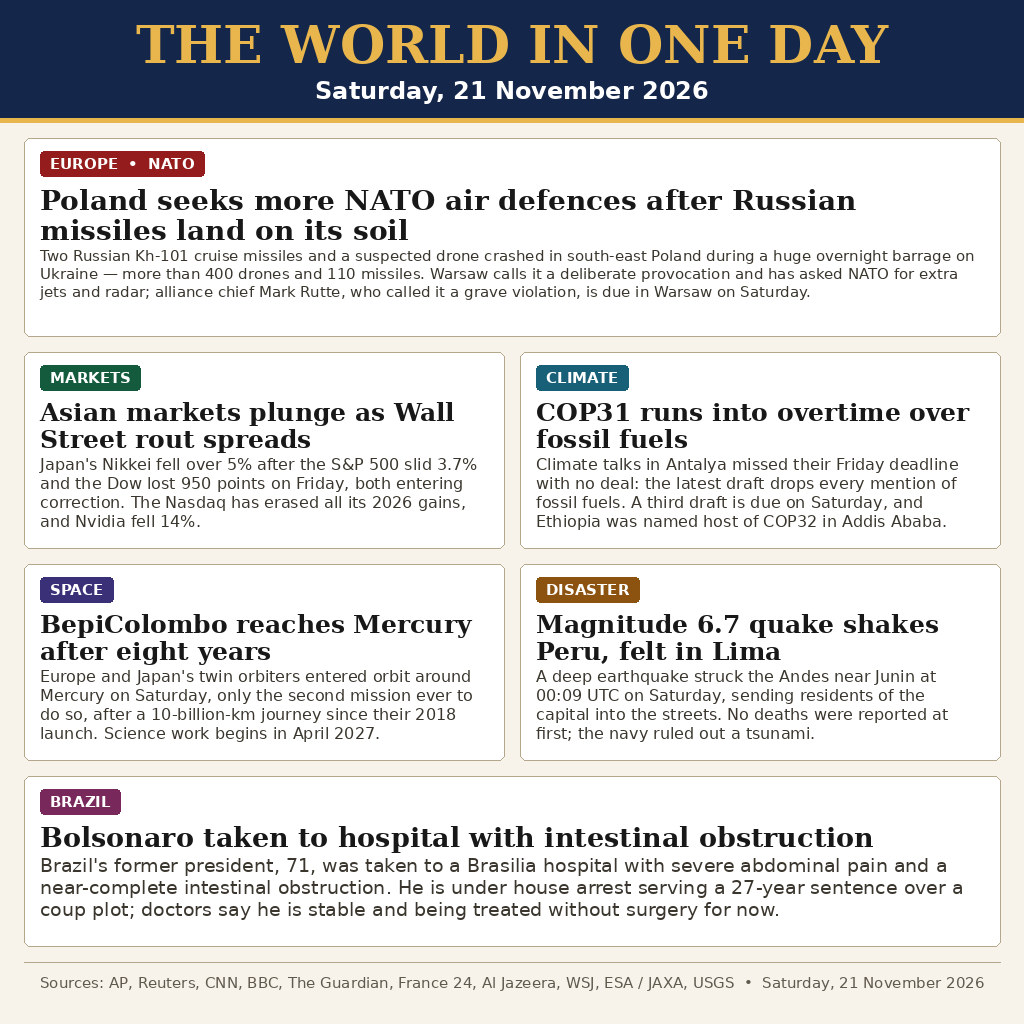 THE WORLD IN ONE DAY
Saturday, 21 November 2026
EUROPE • NATO
Poland seeks more NATO air defences after Russian
missiles land on its soil
Two Russian Kh-101 cruise missiles and a suspected drone crashed in south-east Poland during a huge overnight barrage on
Ukraine — more than 400 drones and 110 missiles. Warsaw calls it a deliberate provocation and has asked NATO for extra
jets and radar; alliance chief Mark Rutte, who called it a grave violation, is due in Warsaw on Saturday.
MARKETS
Asian markets plunge as Wall
Street rout spreads
Japan's Nikkei fell over 5% after the S&P 500 slid 3.7%
and the Dow lost 950 points on Friday, both entering
correction. The Nasdaq has erased all its 2026 gains,
and Nvidia fell 14%.
CLIMATE
COP31 runs into overtime over
fossil fuels
Climate talks in Antalya missed their Friday deadline
with no deal: the latest draft drops every mention of
fossil fuels. A third draft is due on Saturday, and
Ethiopia was named host of COP32 in Addis Ababa.
SPACE
BepiColombo reaches Mercury
after eight years
Europe and Japan's twin orbiters entered orbit around
Mercury on Saturday, only the second mission ever to
do so, after a 10-billion-km journey since their 2018
launch. Science work begins in April 2027.
DISASTER
Magnitude 6.7 quake shakes
Peru, felt in Lima
A deep earthquake struck the Andes near Junin at
00:09 UTC on Saturday, sending residents of the
capital into the streets. No deaths were reported at
first; the navy ruled out a tsunami.
BRAZIL
Bolsonaro taken to hospital with intestinal obstruction
Brazil's former president, 71, was taken to a Brasilia hospital with severe abdominal pain and a
near-complete intestinal obstruction. He is under house arrest serving a 27-year sentence over a
coup plot; doctors say he is stable and being treated without surgery for now.
Sources: AP, Reuters, CNN, BBC, The Guardian, France 24, Al Jazeera, WSJ, ESA / JAXA, USGS • Saturday, 21 November 2026